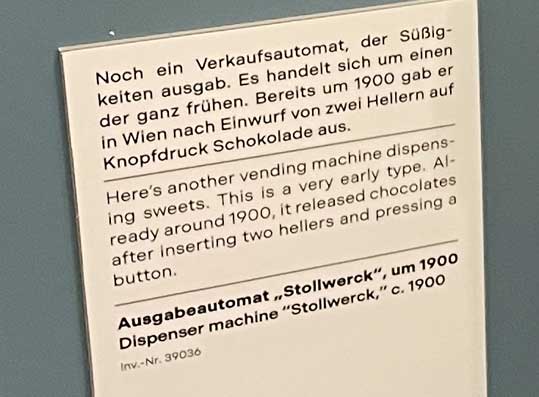 Noch ein Verkaufsautomat, der Süßig-
keiten ausgab. Es handelt sich um einen
der ganz frühen. Bereits um 1900 gab er
in Wien nach Einwurf von zwei Hellern auf
Knopfdruck Schokolade aus.
Here's another vending machine dispens-
ing sweets. This is a very early type. Al-
ready around 1900, it released chocolates
after inserting two hellers and pressing a
button.
Ausgabeautomat „Stollwerck“, um 1900
Dispenser machine “Stollwerck,” c. 1900
Inv.-Nr. 39036